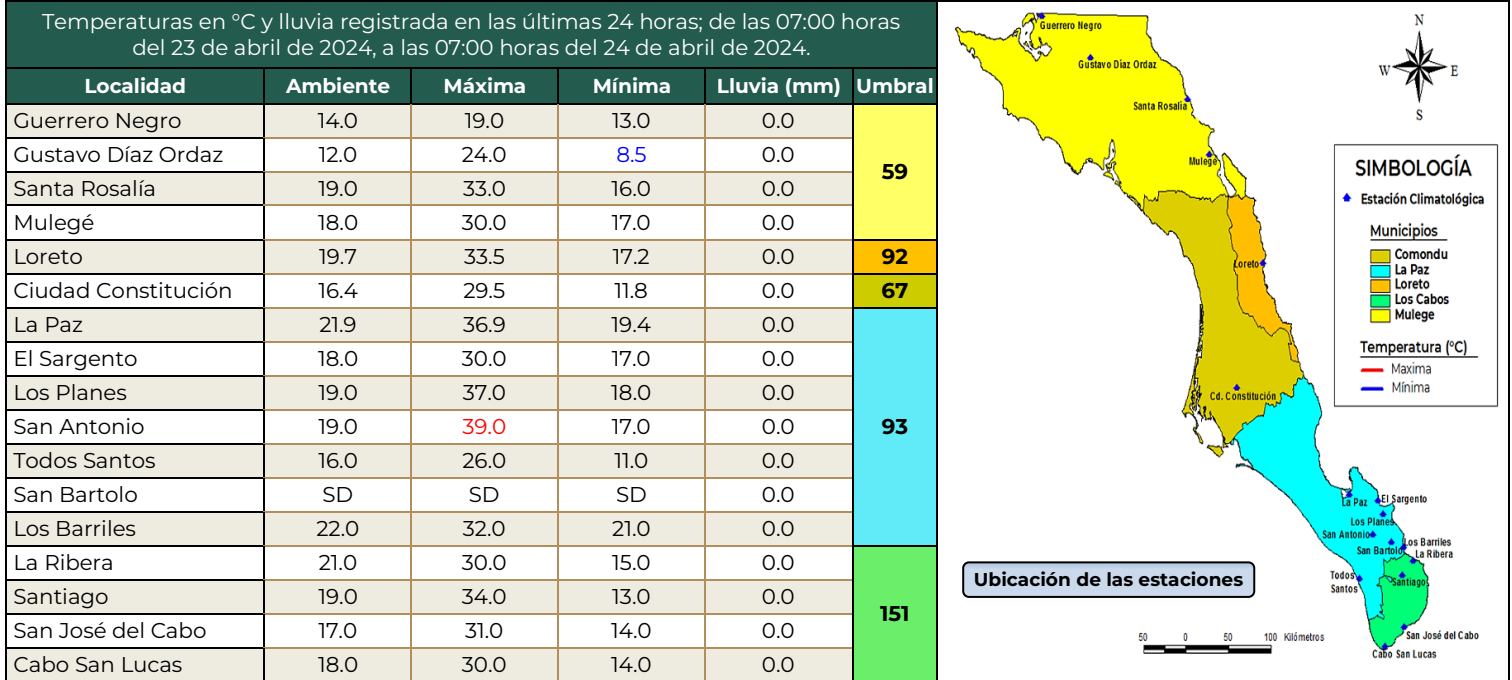 Temperaturas en °C y lluvia registrada en las últimas 24 horas; de las 07:00 horas
del 23 de abril de 2024, a las 07:00 horas del 24 de abril de 2024.
Localidad Ambiente Máxima Mínima Lluvia (mm) Umbral
Guerrero Negro 14.0 19.0 13.0 0.0
Gustavo Díaz Ordaz 12.0 24.0 8.5 0.0
59
Santa Rosalía 19.0 33.0 16.0 0.0
Mulegé 18.0 30.0 17.0 0.0
Loreto 19.7 33.5 17.2 0.0 92
Ciudad Constitución 16.4 29.5 11.8 0.0 67
La Paz 21.9 36.9 19.4 0.0
El Sargento 18.0 30.0 17.0 0.0
Los Planes 19.0 37.0 18.0 0.0
San Antonio 19.0 39.0 17.0 0.0 93
Todos Santos 16.0 26.0 11.0 0.0
San Bartolo SD SD SD 0.0
Los Barriles 22.0 32.0 21.0 0.0
La Ribera 21.0 30.0 15.0 0.0
Santiago 19.0 34.0 13.0 0.0
151
San José del Cabo 17.0 31.0 14.0 0.0
Cabo San Lucas 18.0 30.0 14.0 0.0
Guerrero Negro
Gustavo Díaz Ordaz
Santa Rosalía
Mulegé
Loreto
Cd. Constitución
La Paz
El Sargento
Los Planes
San Antonio
San Bartolo
Los Barriles
La Ribera
Todos
Santos
Santiago
San José del Cabo
Cabo San Lucas
N
W E
S
SIMBOLOGÍA
Estación Climatológica
Municipios
Comondu
La Paz
Loreto
Los Cabos
Mulege
Temperatura (°C)
Maxima
Mínima
Ubicación de las estaciones
50 0 50 100 Kilómetros